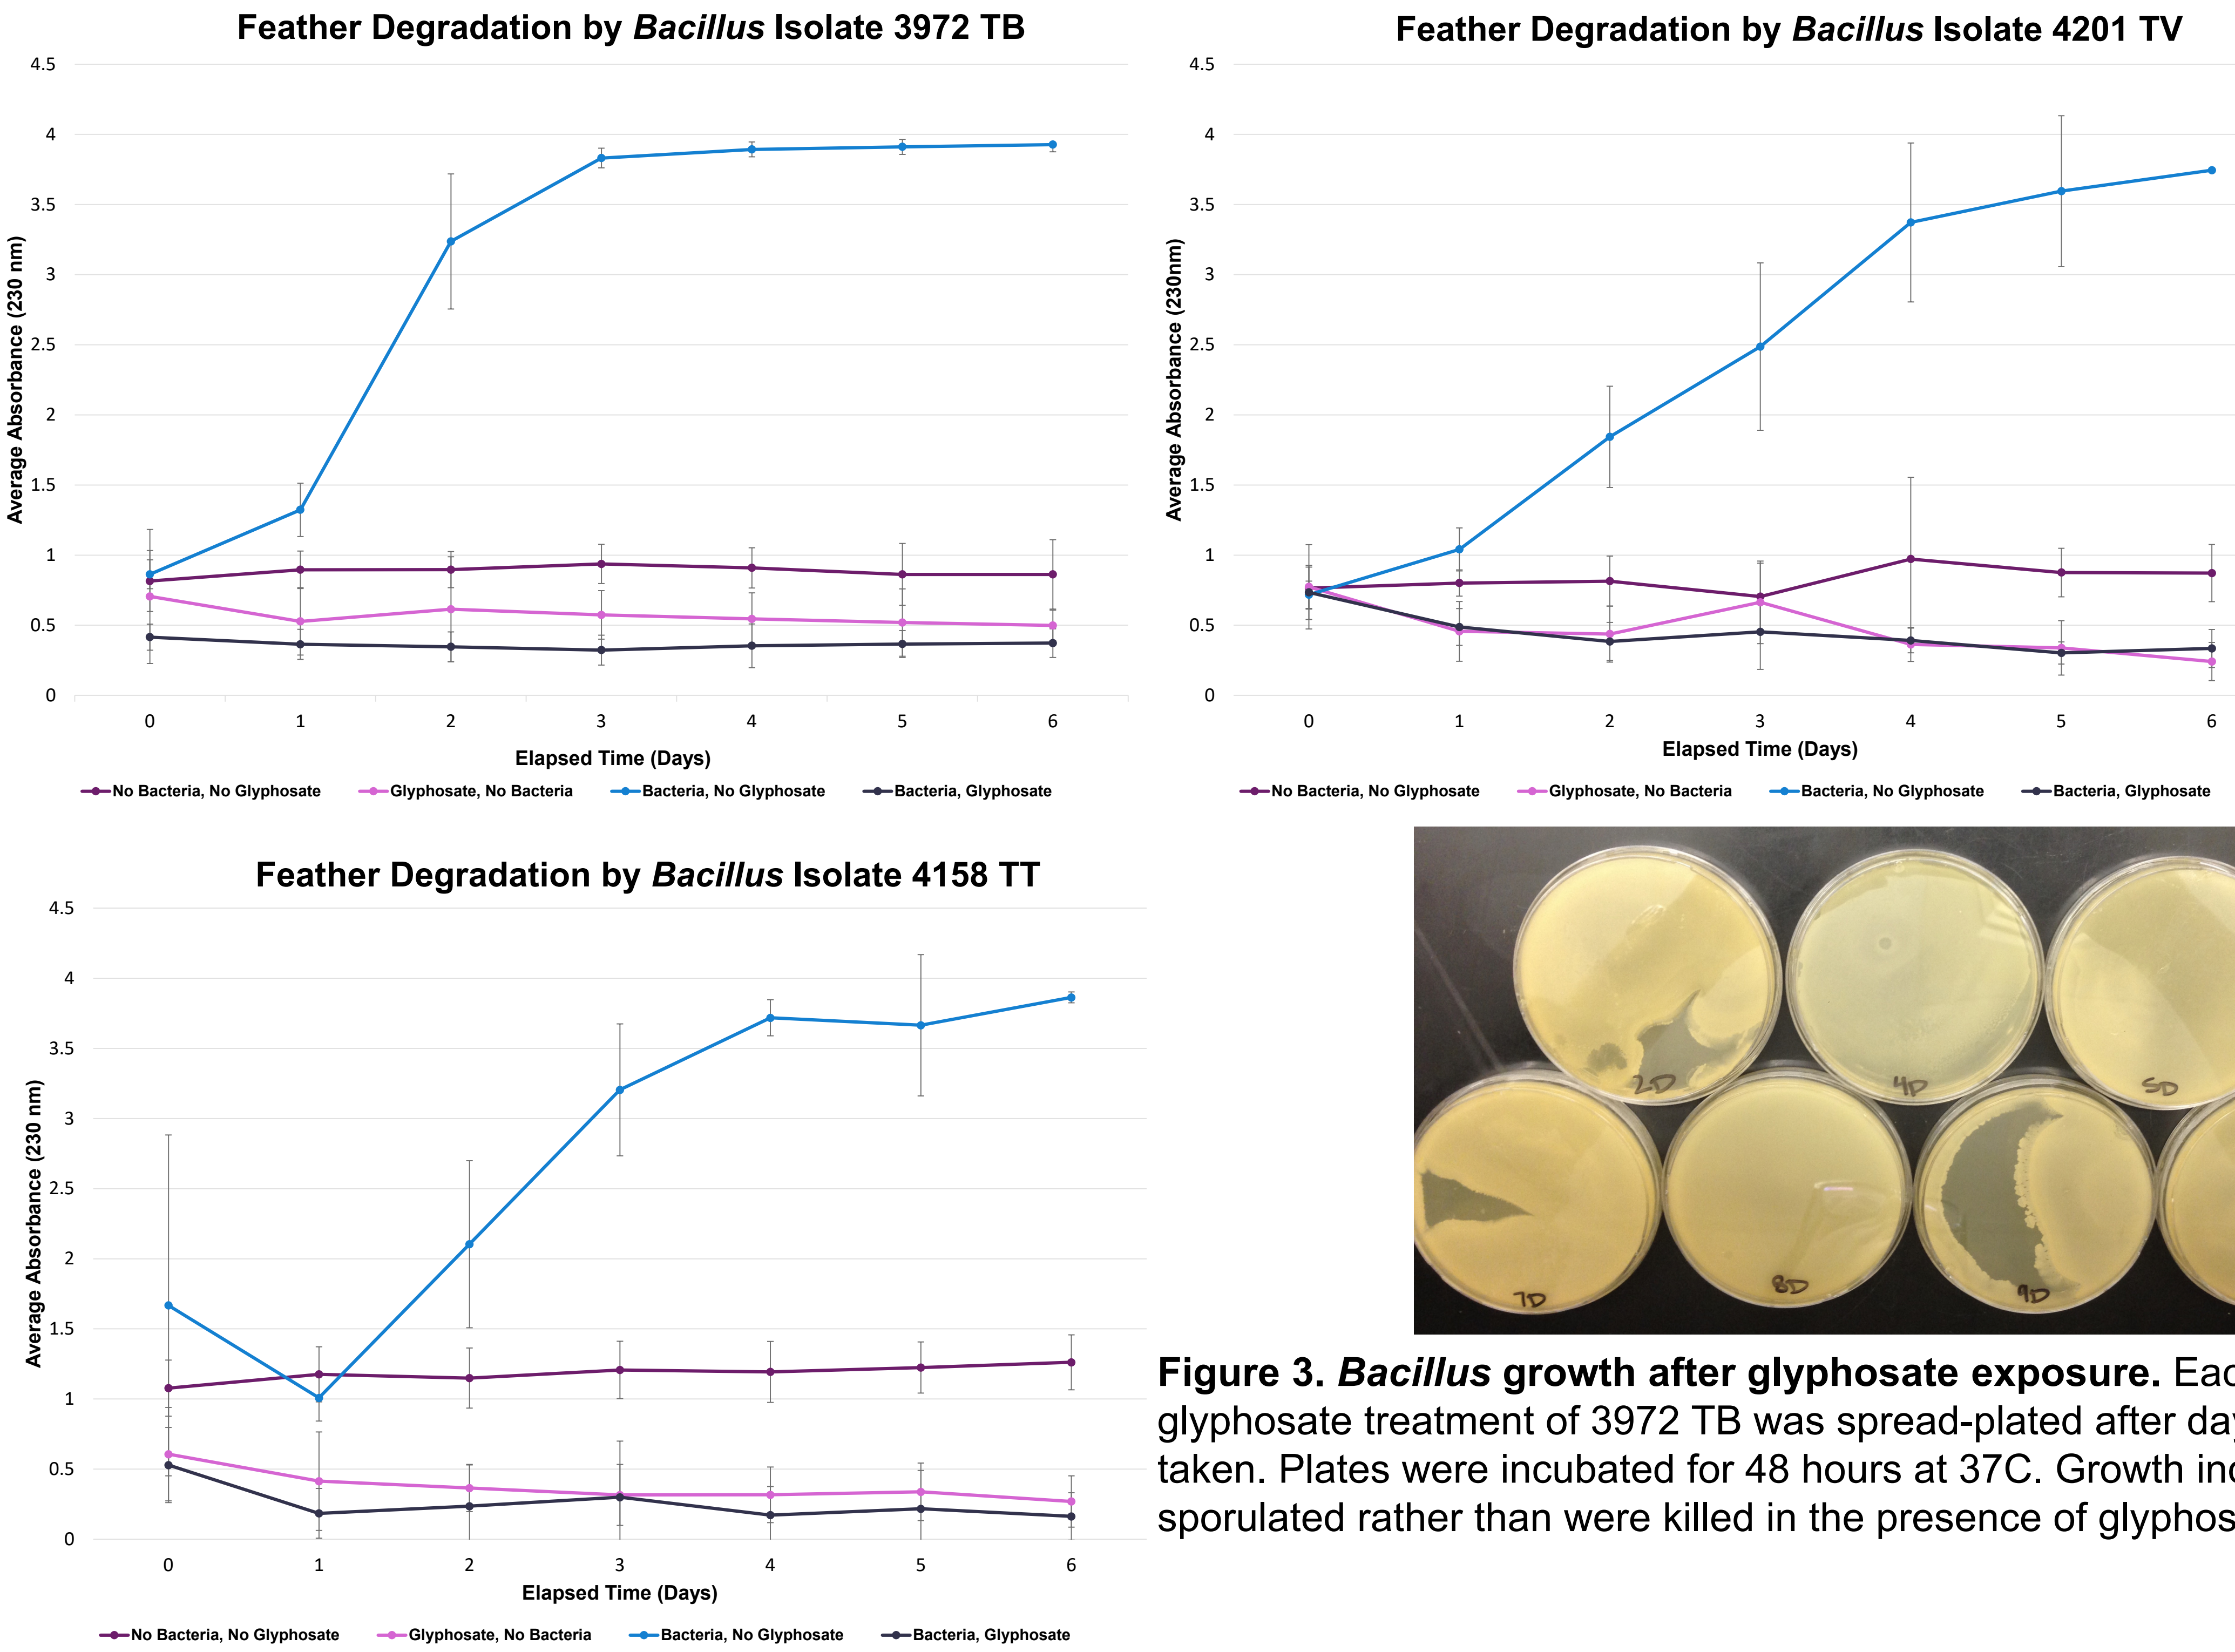 Feather Degradation by Bacillus Isolate 3972 TB
4.5
4
3.5
3
2.5
2
1.5
1
0.5
0
Average Absorbance (230 nm)
0 1 2 3 4 5 6
Elapsed Time (Days)
No Bacteria, No Glyphosate Glyphosate, No Bacteria Bacteria, No Glyphosate Bacteria, Glyphosate
Feather Degradation by Bacillus Isolate 4201 TV
4.5
4
3.5
3
2.5
2
1.5
1
0.5
0
Average Absorbance (230nm)
0 1 2 3 4 5 6
Elapsed Time (Days)
No Bacteria, No Glyphosate Glyphosate, No Bacteria Bacteria, No Glyphosate Bacteria, Glyphosate
Feather Degradation by Bacillus Isolate 4158 TT
4.5
4
3.5
3
2.5
2
1.5
1
0.5
0
Average Absorbance (230 nm)
0 1 2 3 4 5 6
Elapsed Time (Days)
No Bacteria, No Glyphosate Glyphosate, No Bacteria Bacteria, No Glyphosate Bacteria, Glyphosate
2D 4D 5D
7D 8D 9D
Figure 3. Bacillus growth after glyphosate exposure.
glyphosate treatment of 3972 TB was spread-plated after
taken. Plates were incubated for 48 hours at 37C. Growth
sporulated rather than were killed in the presence of